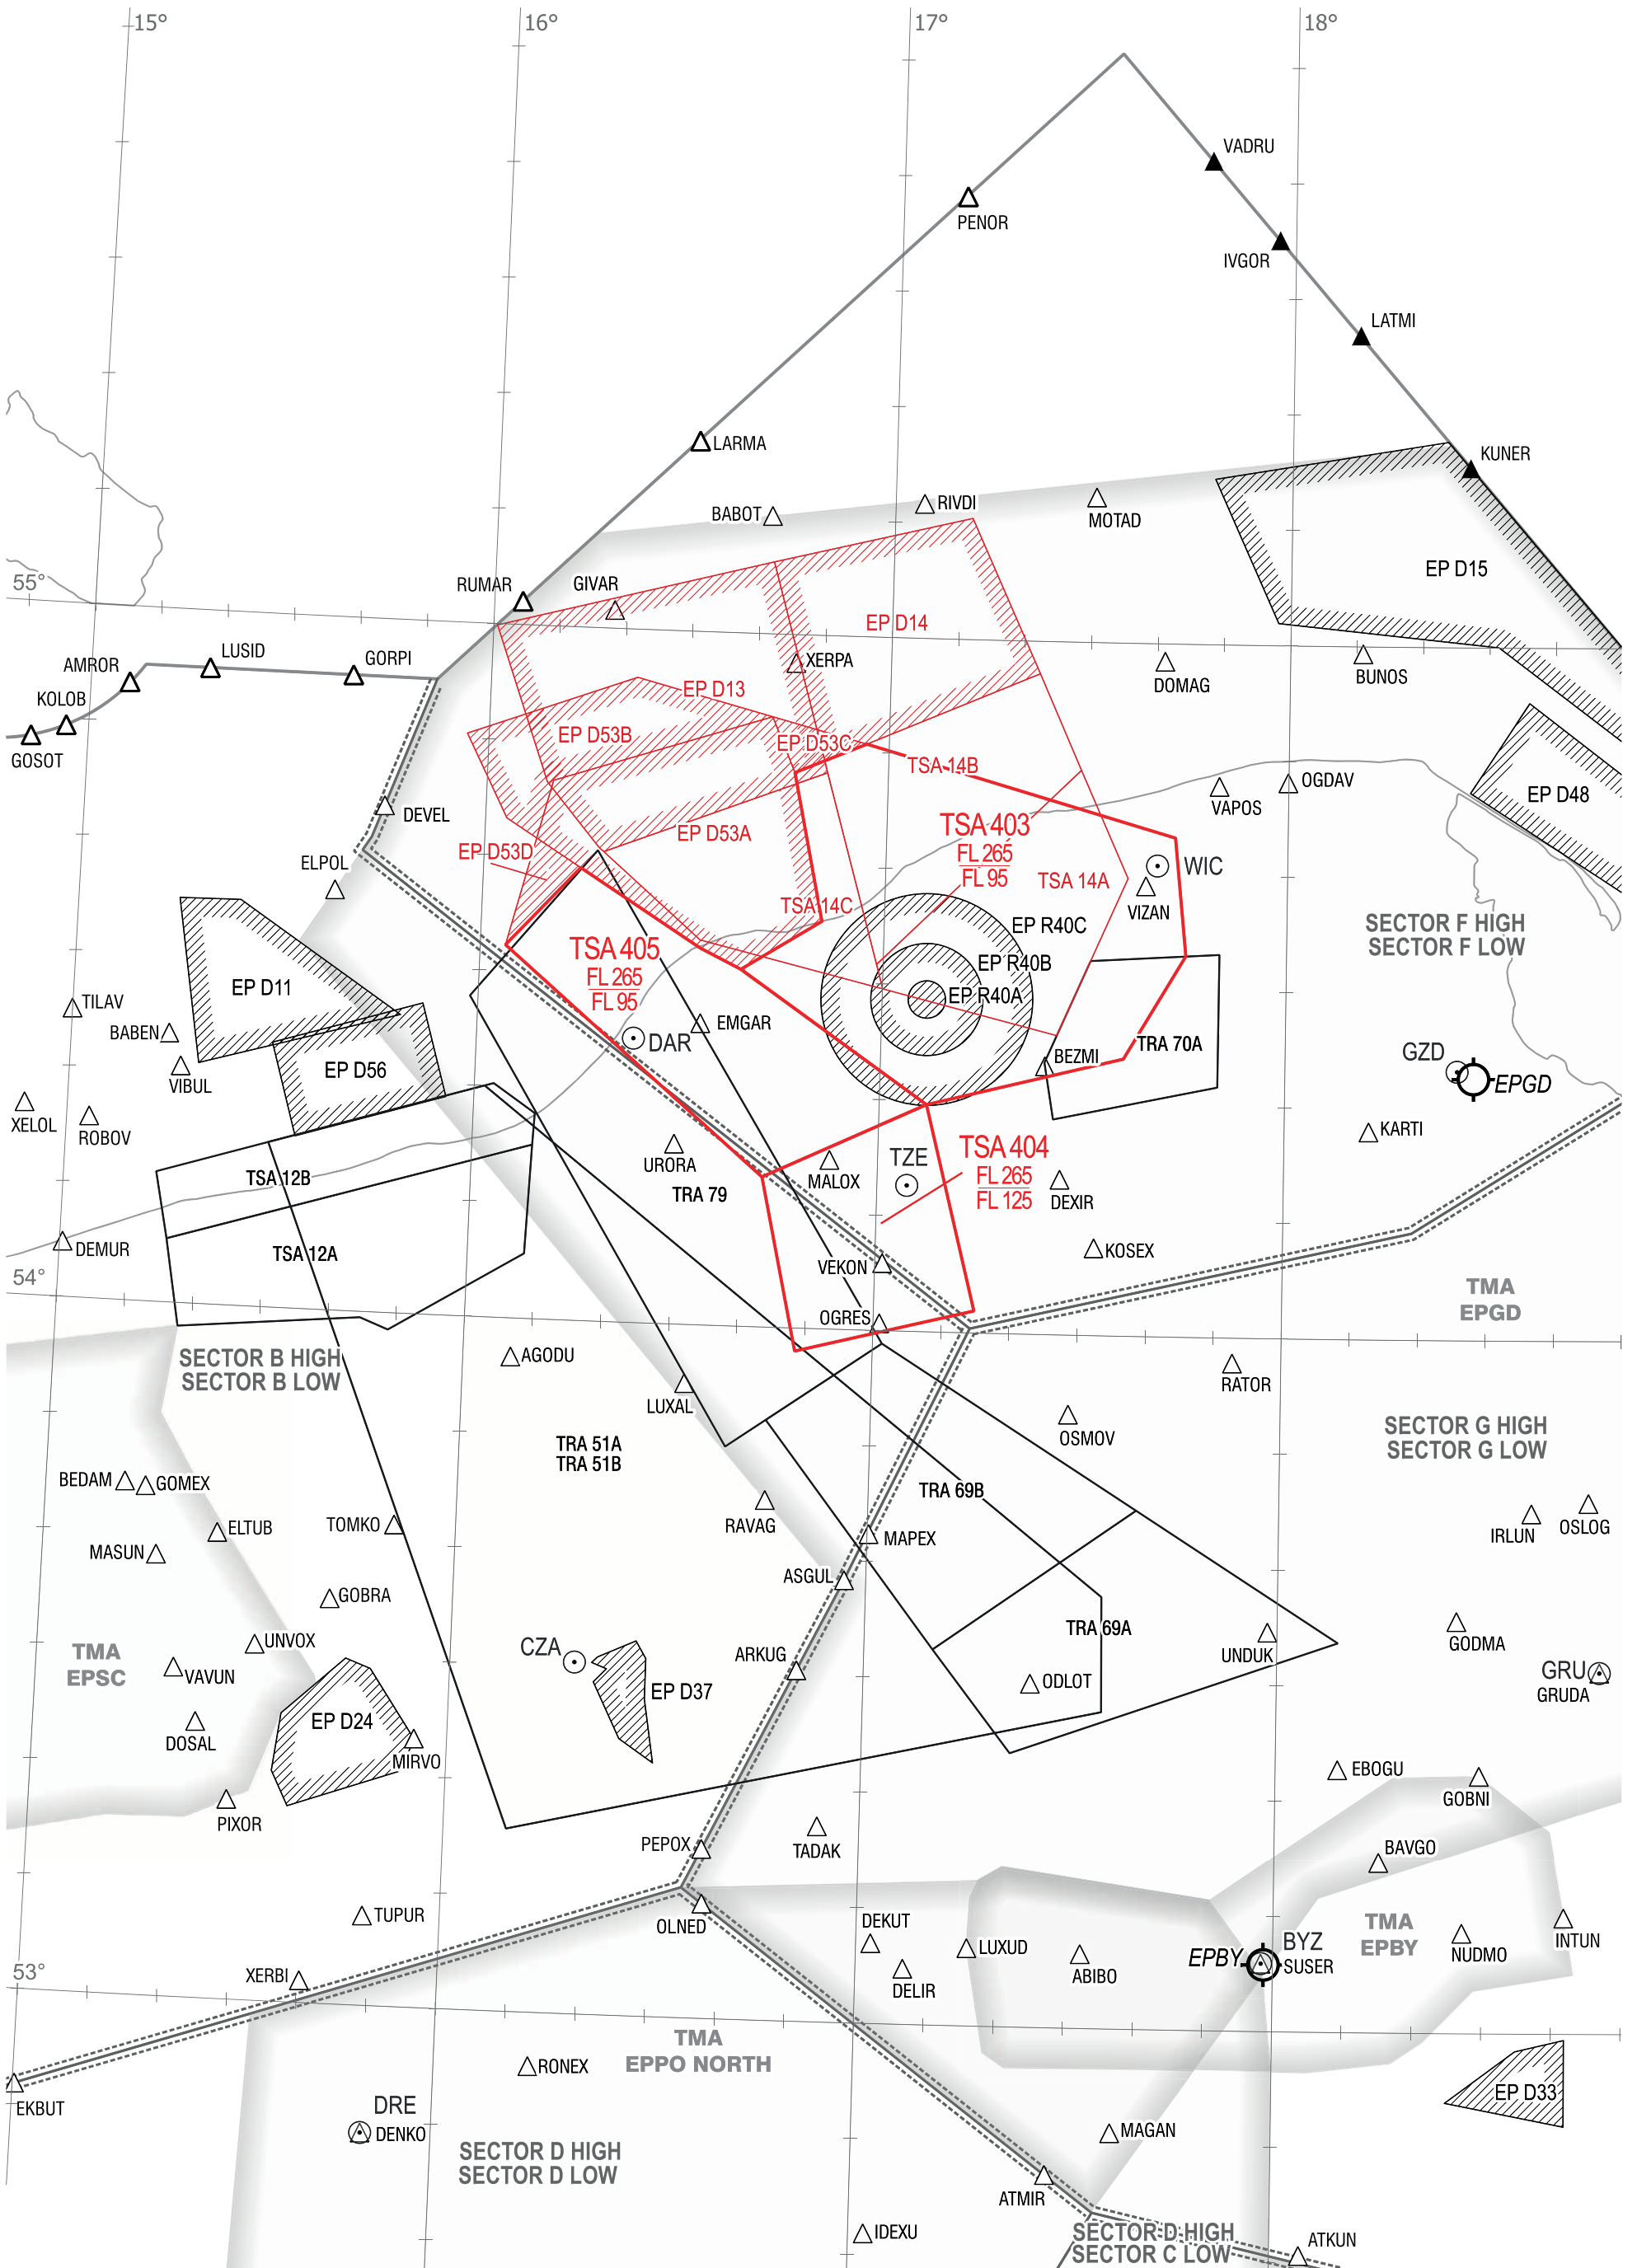 15°
16°
17°
18°
VADRU
PENOR
IVGOR
LATMI
LARMA
KUNER
BABOT
RIVDI
MOTAD
EP D15
55°
RUMAR
GIVAR
EP D14
LUSID
AMROR
GORPI
XERPA
DOMAG
BUNOS
KOLOB
EP D13
GOSOT
EP D53B
EP D53C
TSA 14B
OGDAV
VAPOS
EP D48
DEVEL
TSA 403
FL 265
FL 95
EP D53A
EP D53D
ELPOL
WIC
TSA 14A
VIZAN
TSA 14C
EP R40C
SECTOR F HIGH
SECTOR F LOW
TSA 405
FL 265
FL 95
EP R40B
EP D11
EP R40A
TILAV
BABEN
EMGAR
DAR
BEZMI
TRA 70A
GZD
EPGD
EP D56
VIBUL
XELOL
ROBOV
KARTI
TSA 404
FL 265
FL 125
URORA
TZE
MALOX
TSA 12B
TRA 79
DEXIR
DEMUR
TSA 12A
KOSEX
VEKON
54°
TMA
EPGD
OGRES
SECTOR B HIGH
SECTOR B LOW
AGODU
RATOR
LUXAL
SECTOR G HIGH
SECTOR G LOW
OSMOV
TRA 51A
TRA 51B
BEDAM
GOMEX
TRA 69B
ELTUB
TOMKO
RAVAG
IRLUN
OSLOG
MASUN
MAPEX
ASGUL
GOBRA
TRA 69A
UNVOX
CZA
GODMA
TMA
EPSC
VAVUN
ARKUG
UNDUK
EP D37
ODLOT
GRU
GRUDA
EP D24
DOSAL
MIRVO
EBOGU
GOBNI
PIXOR
PEPOX
TADAK
BAVGO
TUPUR
OLNED
DEKUT
TMA
EPBY
LUXUD
EPBY
BYZ
SUSER
NUDMO
INTUN
53°
XERBI
DELIR
ABIBO
TMA
EPPO NORTH
RONEX
EP D33
EKBUT
DRE
DENKO
MAGAN
SECTOR D HIGH
SECTOR D LOW
ATMIR
IDEXU
SECTOR D HIGH
SECTOR C LOW
ATKUN